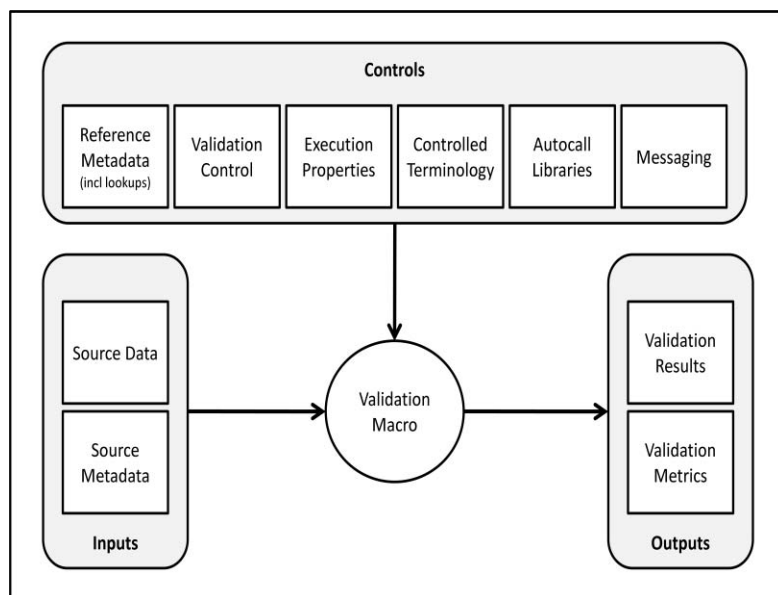 Controls
Reference
Metadata
(incl lookups)
Validation
Control
Execution
Properties
Controlled
Terminology
Autocall
Libraries
Messaging
Source Data
Source
Metadata
Inputs
Validation
Macro
Validation
Results
Validation
Metrics
Outputs